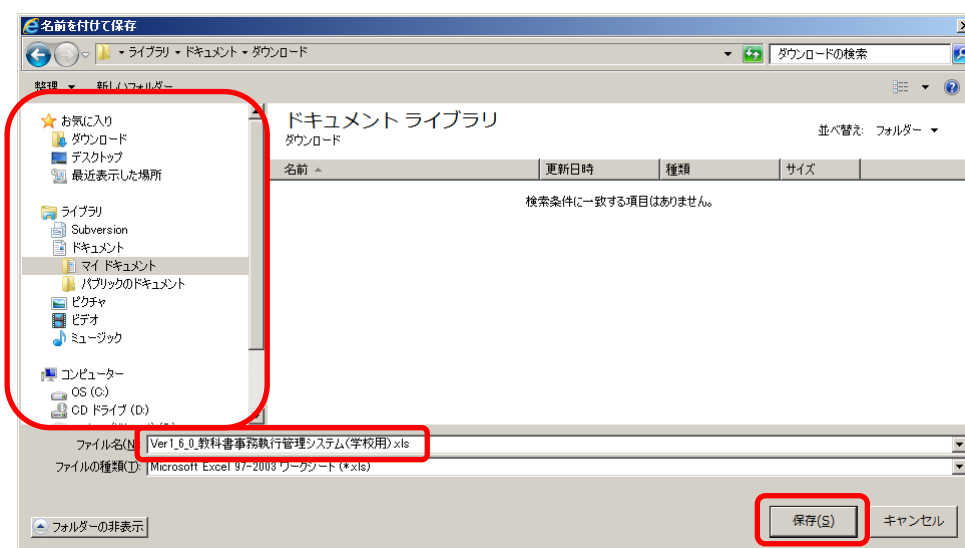 名前を付けて保存
ライブラリ ドキュメント ダウンロード
ダウンロードの検索
整理 新しいフォルダー
お気に入り
ダウンロード
デスクトップ
最近表示した場所
ライブラリ
Subversion
ドキュメント
マイ ドキュメント
パブリックのドキュメント
ピクチャ
ビデオ
ミュージック
コンピューター
OS (C:)
CD ドライブ (D:)
ドキュメント ライブラリ
ダウンロード
並べ替え: フォルダー
名前 更新日時 種類 サイズ
検索条件に一致する項目はありません。
ファイル名(N): Ver1_6_0_教科書事務執行管理システム(学校用).xls
ファイルの種類(T): Microsoft Excel 97-2003 ワークシート (*.xls)
フォルダーの非表示
保存(S) キャンセル